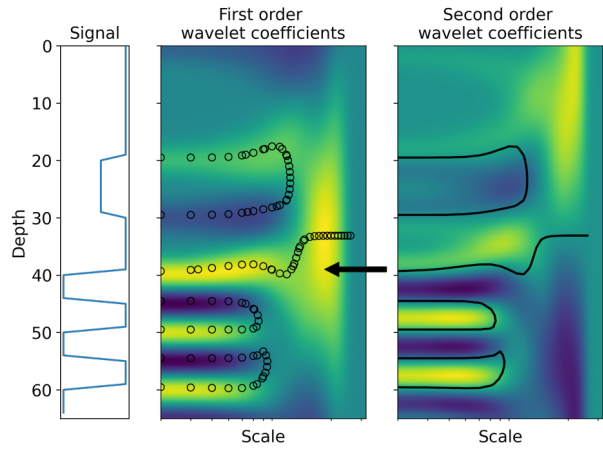 Signal
First order
wavelet coefficients
Second order
wavelet coefficients
0
10
20
30
40
50
60
Depth
Scale
Scale